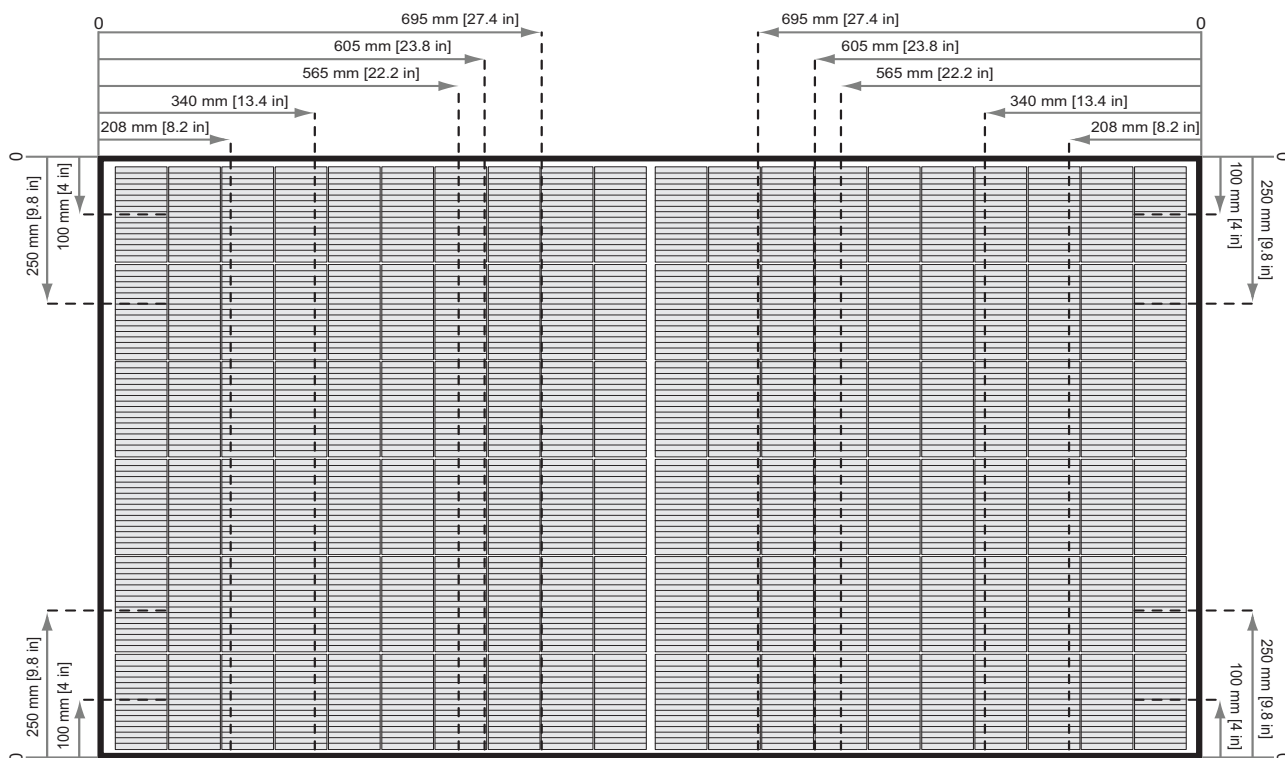 0
695 mm [27.4 in]
695 mm [27.4 in]
0
605 mm [23.8 in]
605 mm [23.8 in]
565 mm [22.2 in]
565 mm [22.2 in]
340 mm [13.4 in]
340 mm [13.4 in]
208 mm [8.2 in]
208 mm [8.2 in]
0
0
250 mm [9.8 in]
100 mm [4 in]
100 mm [4 in]
250 mm [9.8 in]
250 mm [9.8 in]
100 mm [4 in]
100 mm [4 in]
250 mm [9.8 in]
0
0